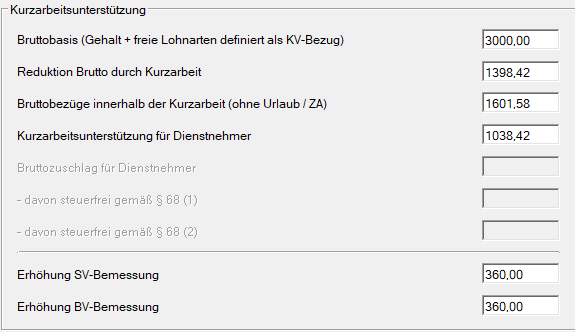 Kurzarbeitsunterstützung
Bruttobasis (Gehalt + freie Lohnarten definiert als KV-Bezug) 3000,00
Reduktion Brutto durch Kurzarbeit 1398,42
Bruttobezüge innerhalb der Kurzarbeit (ohne Urlaub / ZA) 1601,58
Kurzarbeitsunterstützung für Dienstnehmer 1038,42
Bruttozuschlag für Dienstnehmer
- davon steuerfrei gemäß § 68 (1)
- davon steuerfrei gemäß § 68 (2)
Erhöhung SV-Bemessung 360,00
Erhöhung BV-Bemessung 360,00